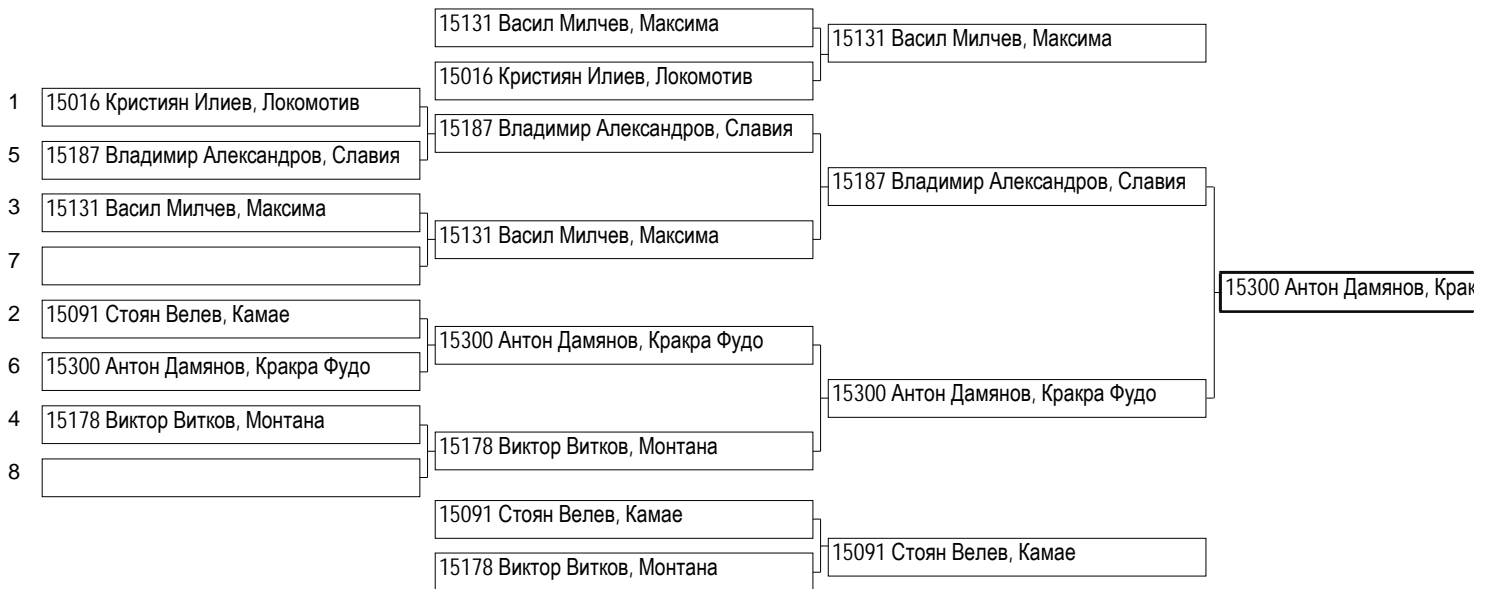 15131 Васил Милчев, Максима
15131 Васил Милчев, Максима
15016 Кристиян Илиев, Локомотив
1 15016 Кристиян Илиев, Локомотив
15187 Владимир Александров, Славия
5 15187 Владимир Александров, Славия
15187 Владимир Александров, Славия
3 15131 Васил Милчев, Максима
15131 Васил Милчев, Максима
7
15300 Антон Дамянов, Крак
2 15091 Стоян Велев, Камае
15300 Антон Дамянов, Кракра Фудо
6 15300 Антон Дамянов, Кракра Фудо
15300 Антон Дамянов, Кракра Фудо
4 15178 Виктор Витков, Монтана
15178 Виктор Витков, Монтана
8
15091 Стоян Велев, Камае
15091 Стоян Велев, Камае
15178 Виктор Витков, Монтана